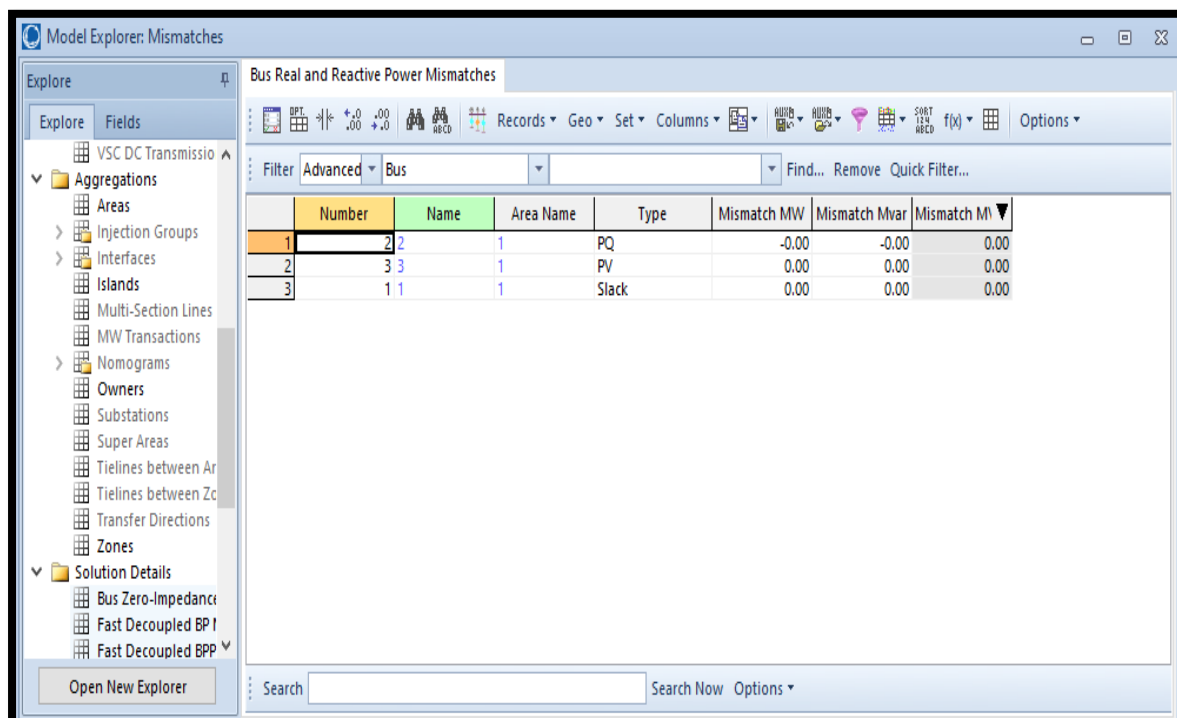 Model Explorer: Mismatches
Explore
Explore Fields
VSC DC Transmissio
Aggregations
Areas
Injection Groups
Interfaces
Islands
Multi-Section Lines
MW Transactions
Nomograms
Owners
Substations
Super Areas
Tielines between Ar
Tielines between Zo
Transfer Directions
Zones
Solution Details
Bus Zero-Impedance
Fast Decoupled BP
Fast Decoupled BPP
Open New Explorer
Bus Real and Reactive Power Mismatches
Records Geo Set Columns f(x) Options
Filter Advanced Bus Find... Remove Quick Filter...
Number Name Area Name Type Mismatch MW Mismatch Mvar Mismatch MV
1 2 2 1 PQ -0.00 -0.00 0.00
2 3 3 1 PV 0.00 0.00 0.00
3 1 1 1 Slack 0.00 0.00 0.00
Search Search Now Options